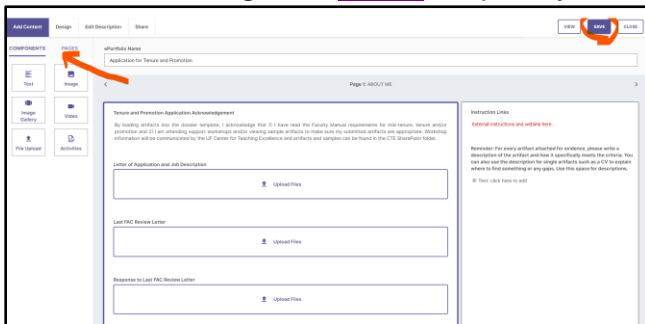 Add Content
Design
Edit Description
Share
VIEW
SAVE
CLOSE
COMPONENTS
PAGES
Text
Image
Image Gallery
Video
File Upload
Activities
ePortfolio Name
Application for Tenure and Promotion
Page 1: ABOUT ME
Tenure and Promotion Application Acknowledgement
By loading artifacts into the dossier template, I acknowledge that 1) I have read the Faculty Manual requirements for mid-tenure, tenure and/or
promotion and 2) I am attending support workshops and/or viewing sample artifacts to make sure my submitted artifacts are appropriate. Workshop
information will be communicated by the UF Center for Teaching Excellence and artifacts and samples can be found in the CTE SharePoint folder.
Letter of Application and Job Description
Upload Files
Last FAC Review Letter
Upload Files
Response to Last FAC Review Letter
Upload Files
Instruction Links
External instructions and weblink here.
Reminder: For every artifact attached for evidence, please write a
description of the artifact and how it specifically meets the criteria. You
can also use the description for single artifacts such as a CV to explain
where to find something or any gaps. Use this space for descriptions.
Text: click here to edit